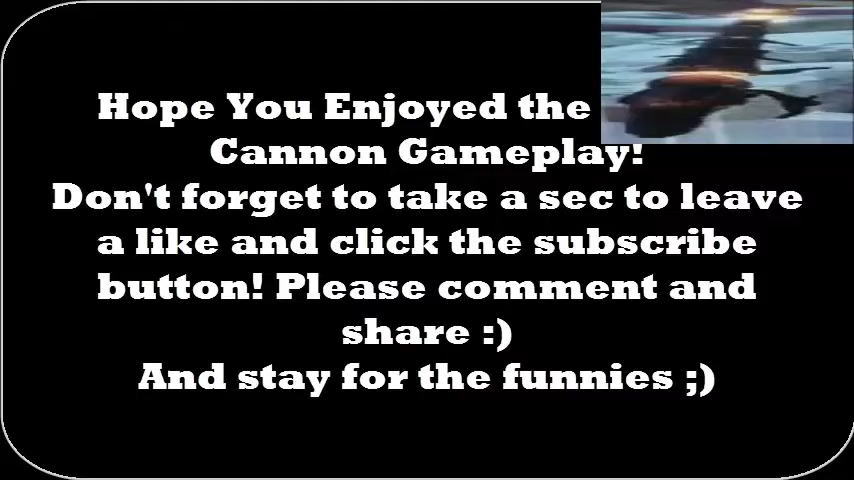 Hope You Enjoyed the
Cannon Gameplay!
Don't forget to take a sec to leave
a like and click the subscribe
button! Please comment and
share :)
And stay for the funnies ;)